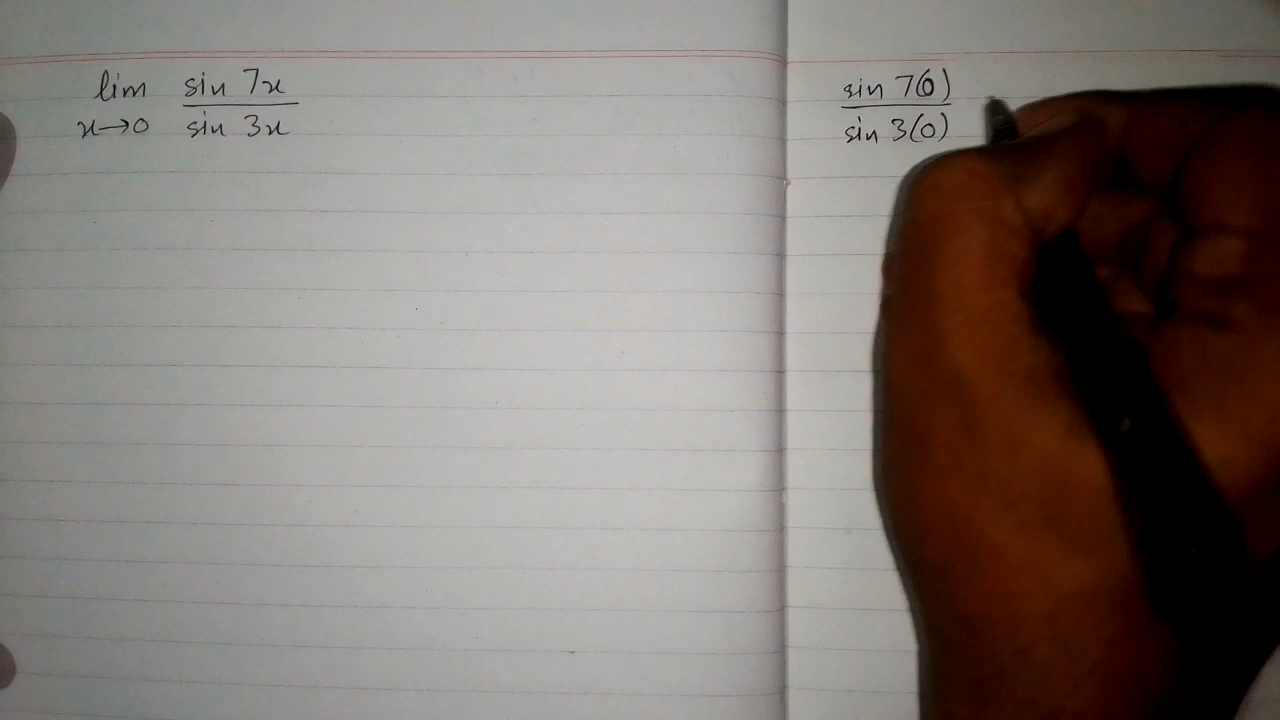 lim sin 7x
x→0 sin 3x
sin 7(0)
sin 3(0)